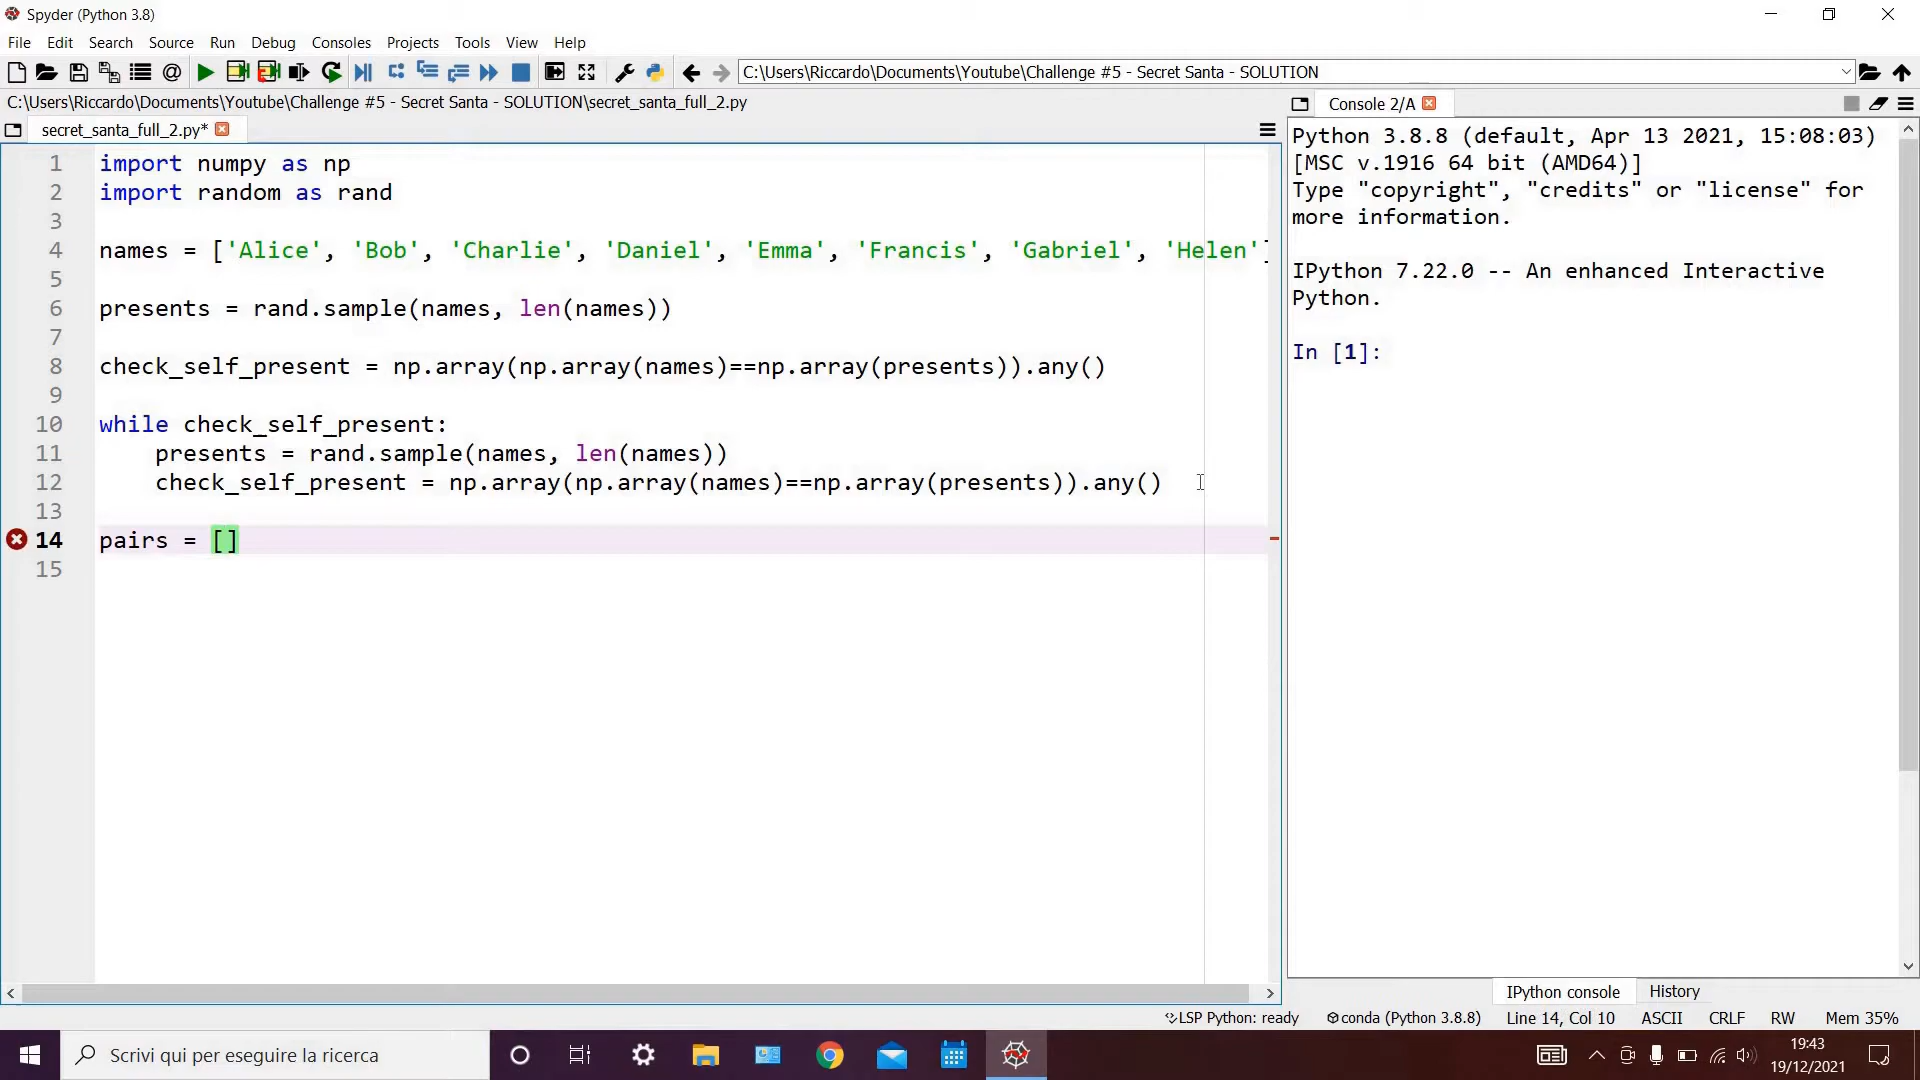 Spyder (Python 3.8)
File Edit Search Source Run Debug Consoles Projects Tools View Help
C:\Users\Riccardo\Documents\Youtube\Challenge #5 - Secret Santa - SOLUTION
C:\Users\Riccardo\Documents\Youtube\Challenge #5 - Secret Santa - SOLUTION\secret_santa_full_2.py
secret_santa_full_2.py*
1 import numpy as np
2 import random as rand
3
4 names = ['Alice', 'Bob', 'Charlie', 'Daniel', 'Emma', 'Francis', 'Gabriel', 'Helen']
5
6 presents = rand.sample(names, len(names))
7
8 check_self_present = np.array(np.array(names)==np.array(presents)).any()
9
10 while check_self_present:
11 presents = rand.sample(names, len(names))
12 check_self_present = np.array(np.array(names)==np.array(presents)).any()
13
14 pairs = []
15
Console 2/A
Python 3.8.8 (default, Apr 13 2021, 15:08:03)
[MSC v.1916 64 bit (AMD64)]
Type "copyright", "credits" or "license" for
more information.
IPython 7.22.0 -- An enhanced Interactive
Python.
In [1]:
IPython console History
LSP Python: ready conda (Python 3.8.8) Line 14, Col 10 ASCII CRLF RW Mem 35%
Scrivi qui per eseguire la ricerca
19:43
19/12/2021